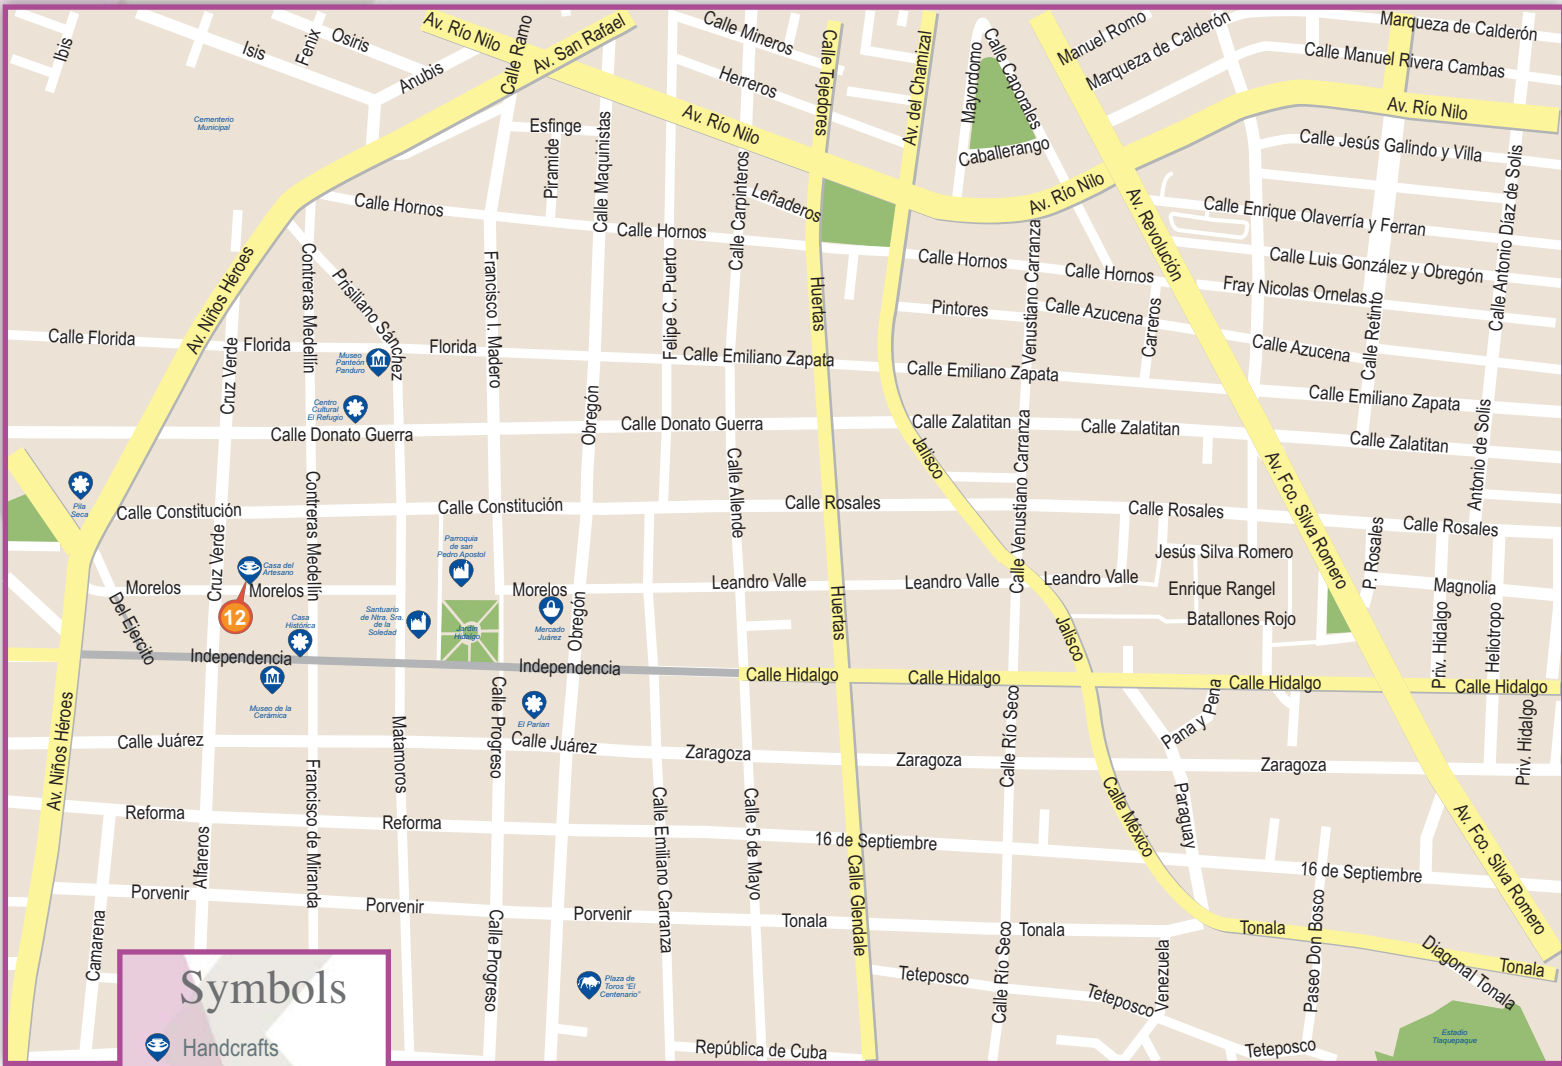 Av. Río Nilo
Calle Ramo
Av. San Rafael
Calle Mineros
Calle Tejedores
Av. del Chamizal
Mayordomo
Calle Caporales
Manuel Romo
Marqueza de Calderón
Marqueza de Calderón
Ibis
Isis
Fenix
Osiris
Anubis
Herreros
Calle Manuel Rivera Cambas
Cementerio
Municipal
Esfinge
Piramide
Calle Maquinistas
Av. Río Nilo
Av. Río Nilo
Calle Carpinteros
Leñaderos
Caballerango
Av. Río Nilo
Calle Jesús Galindo y Villa
Calle Antonio Diaz de Solis
Calle Hornos
Calle Hornos
Calle Hornos
Calle Hornos
Av. Revolución
Calle Enrique Olaverría y Ferran
Calle Luis González y Obregón
Fray Nicolas Ornelas
Av. Niños Héroes
Contreras Medellín
Prisiliano Sánchez
Francisco I. Madero
Felipe C. Puerto
Huertas
Pintores
Venustiano Carranza
Calle Azucena
Carreros
Calle Azucena
Calle Retinto
Calle Florida
Florida
Florida
Cruz Verde
Museo
Panteón
Panduro
Calle Emiliano Zapata
Calle Emiliano Zapata
Calle Emiliano Zapata
Centro
Cultural
El Refugio
Obregón
Calle Donato Guerra
Calle Donato Guerra
Calle Zalatitan
Calle Zalatitan
Calle Zalatitan
Antonio de Solis
Jalisco
Calle Venustiano Carranza
Av. Fco. Silva Romero
Pila
Seca
Calle Constitución
Contreras Medellín
Calle Constitución
Calle Allende
Calle Rosales
Calle Rosales
Calle Rosales
Cruz Verde
Parroquia
de san
Pedro Apostol
P. Rosales
Jesús Silva Romero
Casa del
Artesano
Morelos
Morelos
Morelos
Leandro Valle
Leandro Valle
Leandro Valle
Enrique Rangel
Magnolia
Del Ejercito
12
Casa
Histórica
Santuario
de Ntra. Sra.
de la
Soledad
Jardín
Hidalgo
Mercado
Juárez
Obregón
Huertas
Jalisco
Batallones Rojo
Priv. Hidalgo
Heliotropo
Independencia
Independencia
Calle Hidalgo
Calle Hidalgo
Calle Hidalgo
Calle Hidalgo
M
M
Museo de la
Cerámica
Calle Progreso
El Parían
Calle Río Seco
Pana y Pena
Priv. Hidalgo
Av. Niños Héroes
Calle Juárez
Matamoros
Calle Juárez
Zaragoza
Zaragoza
Zaragoza
Francisco de Miranda
Calle Emiliano Carranza
Calle 5 de Mayo
Calle México
Paraguay
Reforma
Reforma
16 de Septiembre
16 de Septiembre
Av. Fco. Silva Romero
Alfareros
Calle Glendale
Porvenir
Porvenir
Porvenir
Tonala
Tonala
Tonala
Tonala
Camarena
Calle Progreso
Calle Río Seco
Venezuela
Paseo Don Bosco
Diagonal Tonala
Plaza de
Toros "El
Centenario"
Teteposco
Teteposco
Teteposco
República de Cuba
Estadio
Tlaquepaque
Symbols
Handcrafts